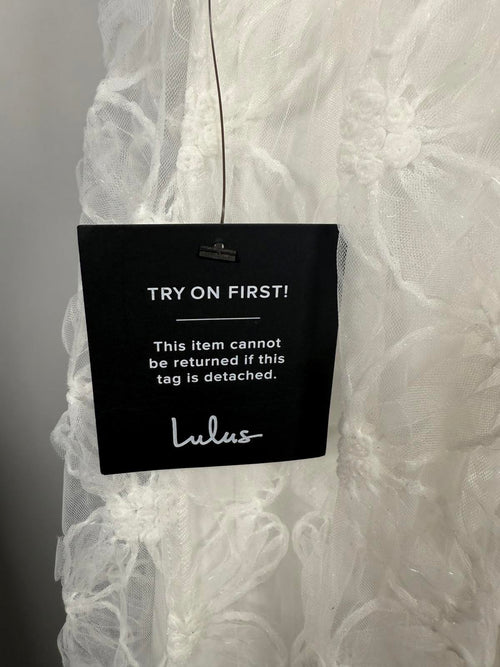 TRY ON FIRST!
This item cannot
be returned if this
tag is detached.
Lulus